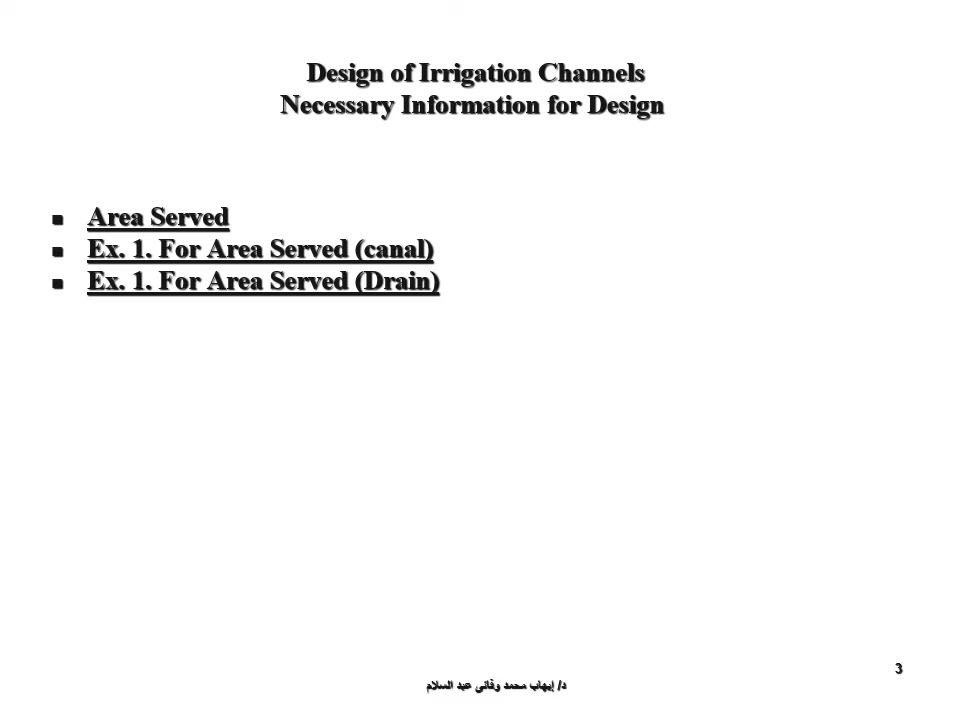 Design of Irrigation Channels
Necessary Information for Design
▪ Area Served
▪ Ex. 1. For Area Served (canal)
▪ Ex. 1. For Area Served (Drain)
3
د/ إيهاب محمد وفائي عبد السلام